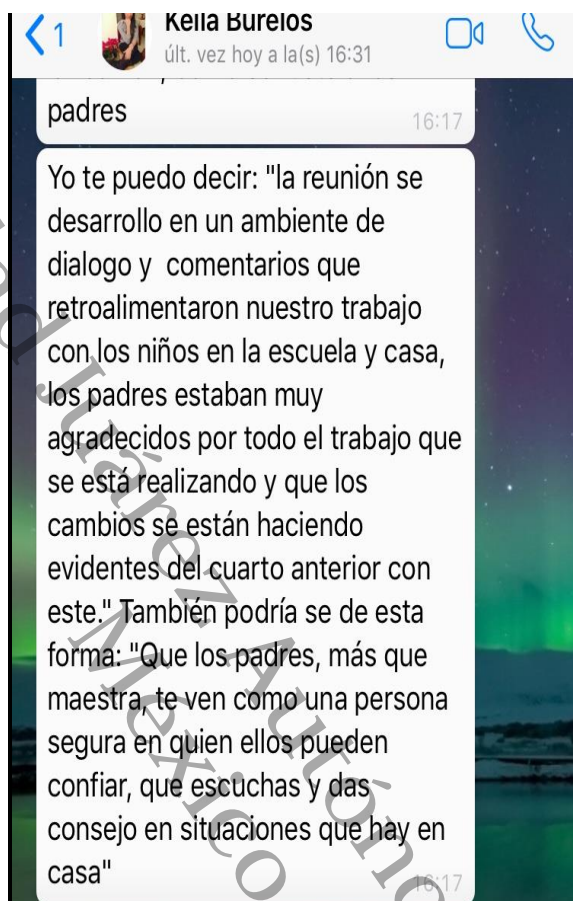 1
Keila Burelos
últ. vez hoy a la(s) 16:31
padres
16:17
Yo te puedo decir: "la reunión se
desarrollo en un ambiente de
dialogo y comentarios que
retroalimentaron nuestro trabajo
con los niños en la escuela y casa,
los padres estaban muy
agradecidos por todo el trabajo que
se está realizando y que los
cambios se están haciendo
evidentes del cuarto anterior con
este." También podría se de esta
forma: "Que los padres, más que
maestra, te ven como una persona
segura en quien ellos pueden
confiar, que escuchas y das
consejo en situaciones que hay en
casa"
16:17
Juárez Autóno
México